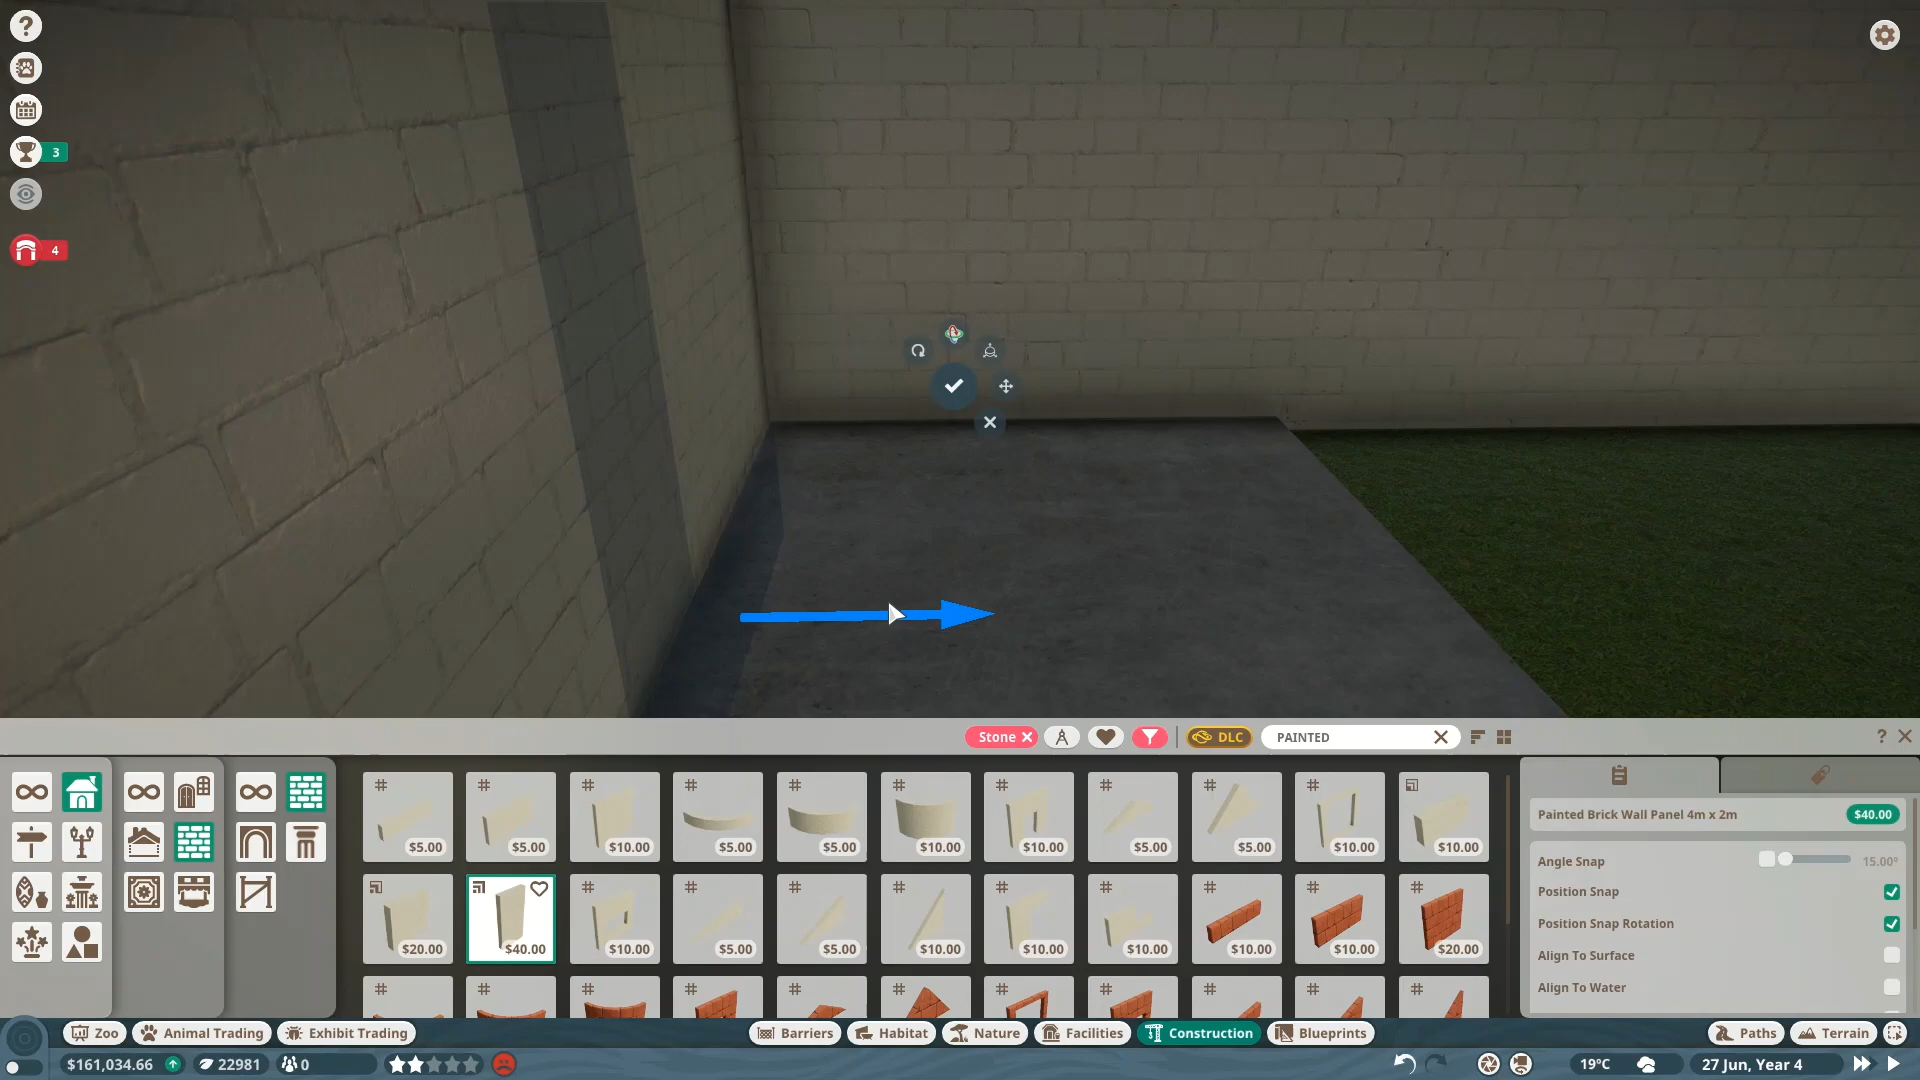 3
4
Stone
DLC
PAINTED
?
$5.00 $5.00 $10.00 $5.00 $5.00 $10.00 $10.00 $5.00 $5.00 $10.00 $10.00
$20.00 $40.00 $10.00 $5.00 $5.00 $10.00 $10.00 $10.00 $10.00 $10.00 $20.00
Painted Brick Wall Panel 4m x 2m $40.00
Angle Snap 15.00º
Position Snap
Position Snap Rotation
Align To Surface
Align To Water
Zoo Animal Trading Exhibit Trading Barriers Habitat Nature Facilities Construction Blueprints Paths Terrain
$161,034.66 22981 0 19ºC 27 Jun, Year 4